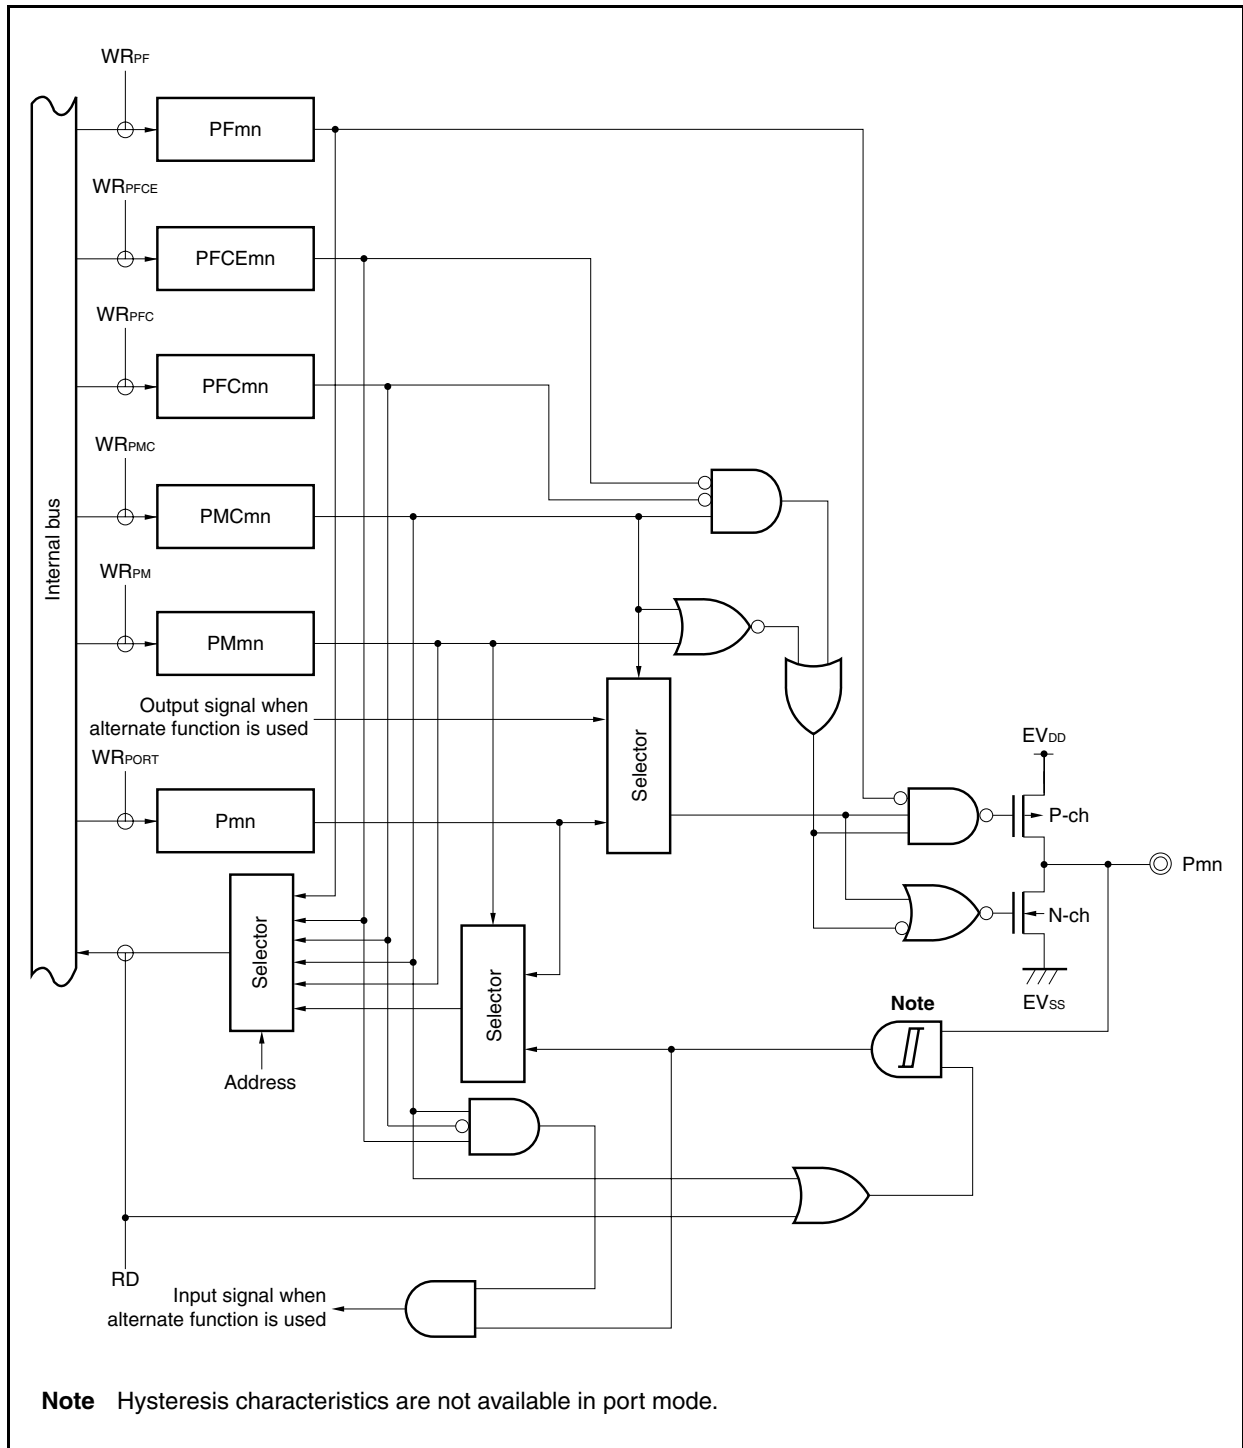 WRPF
PFmn
WRPFCE
PFCEmn
WRPFC
PFCmn
WRPMC
PMCmn
Internal bus
WRPM
PMmn
Output signal when
alternate function is used
WRPORT
Pmn
Selector
EVDD
P-ch
Pmn
N-ch
EVSS
Selector
Selector
Note
Address
RD
Input signal when
alternate function is used
Note Hysteresis characteristics are not available in port mode.